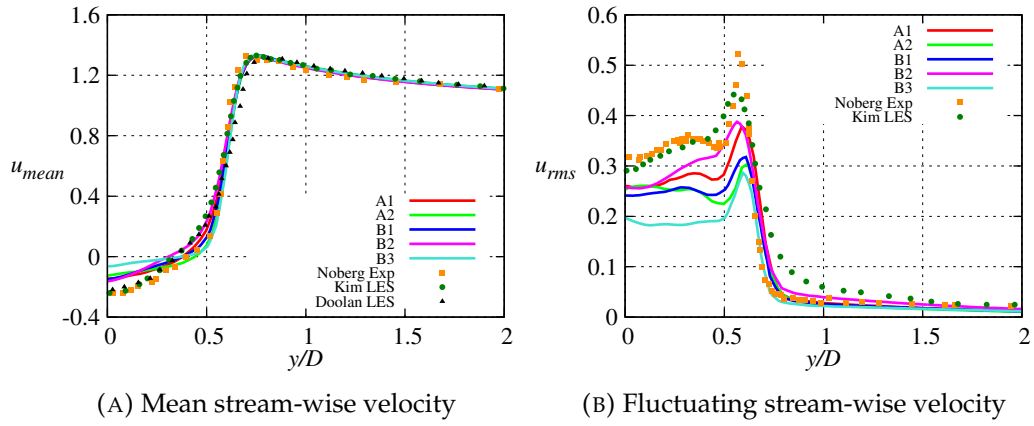 1.6
1.2
0.8
0.4
0
-0.4
u_mean
0 0.5 1 1.5 2
y/D
A1
A2
B1
B2
B3
Noberg Exp
Kim LES
Doolan LES
(A) Mean stream-wise velocity
0.6
0.5
0.4
0.3
0.2
0.1
0
u_rms
0 0.5 1 1.5 2
y/D
A1
A2
B1
B2
B3
Noberg Exp
Kim LES
(B) Fluctuating stream-wise velocity